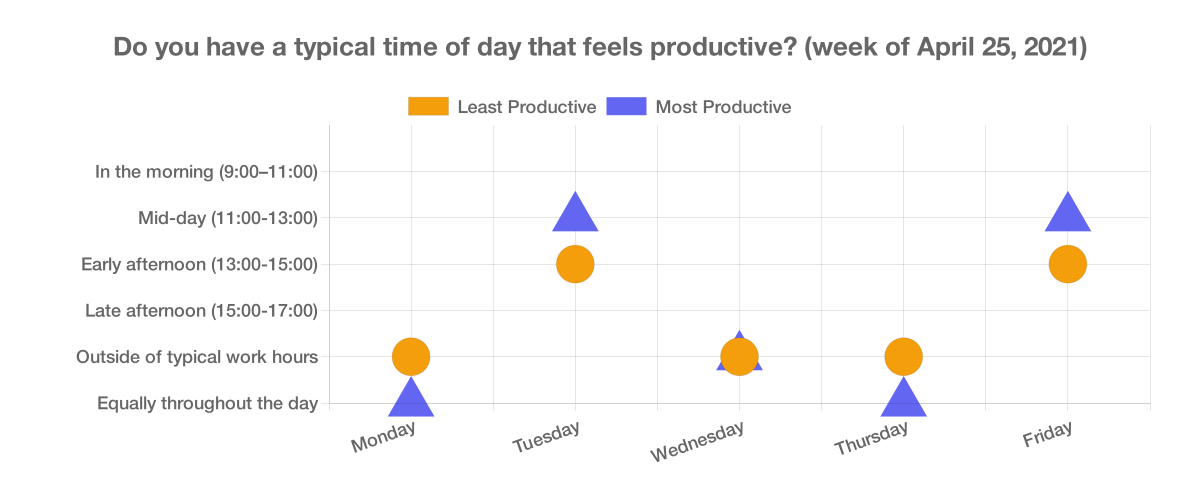 Do you have a typical time of day that feels productive? (week of April 25, 2021)
Least Productive Most Productive
In the morning (9:00–11:00)
Mid-day (11:00-13:00)
Early afternoon (13:00-15:00)
Late afternoon (15:00-17:00)
Outside of typical work hours
Equally throughout the day
Monday Tuesday Wednesday Thursday Friday